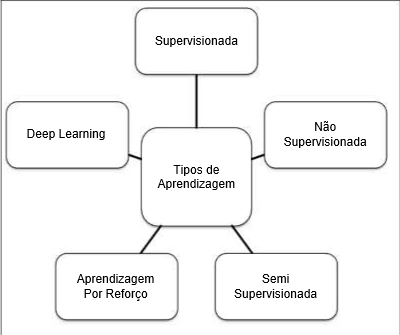 Supervisionada
Deep Learning
Não
Supervisionada
Tipos de
Aprendizagem
Aprendizagem
Por Reforço
Semi
Supervisionada